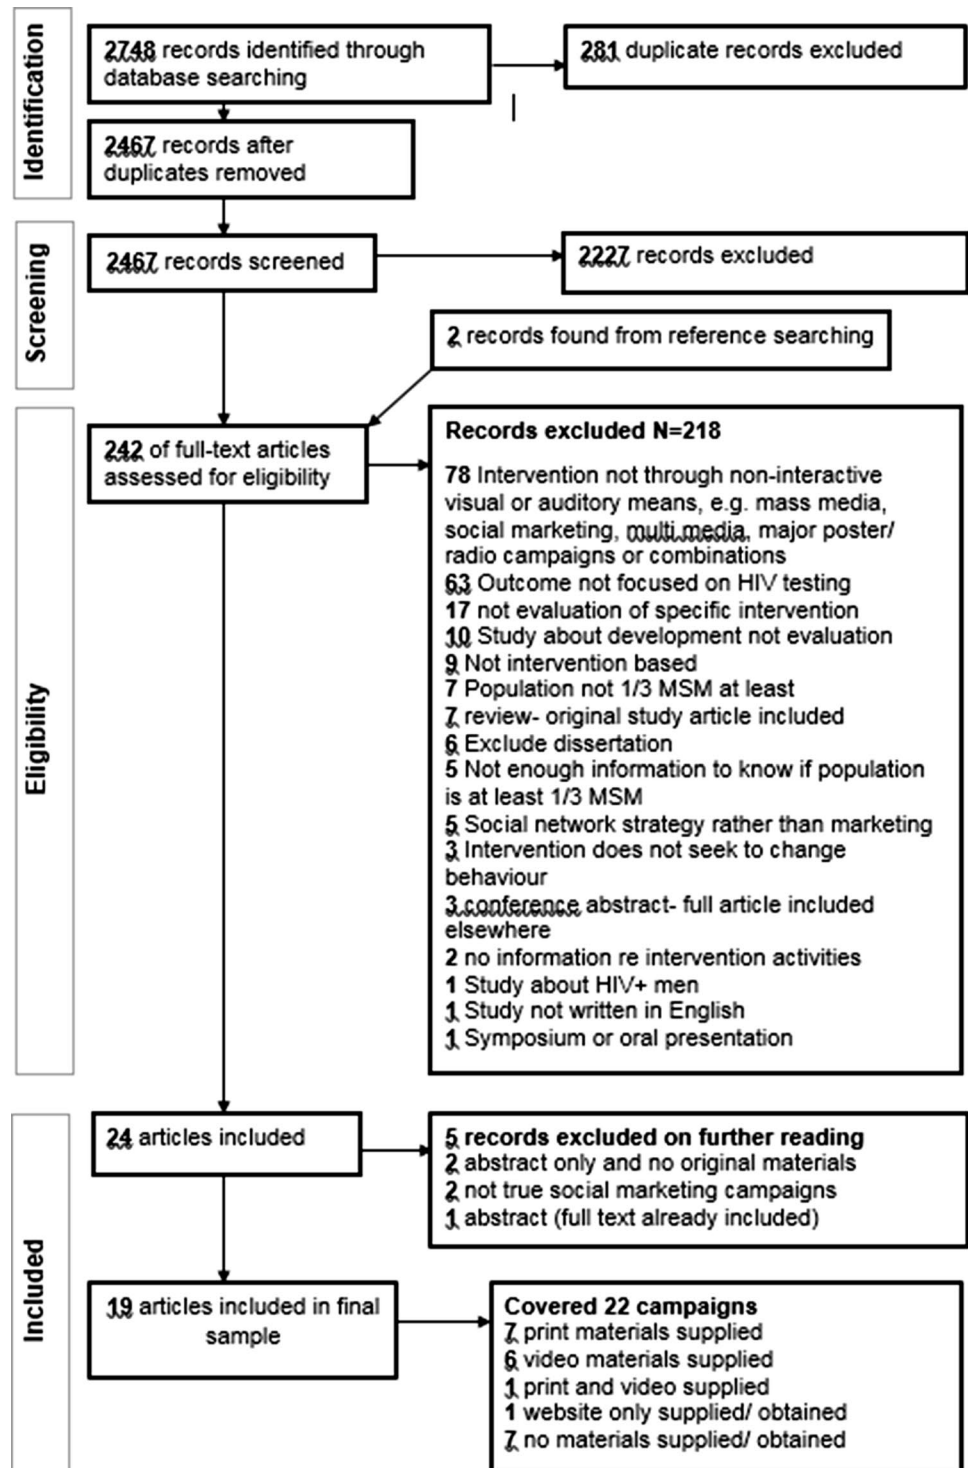 Identification
2748 records identified through
database searching
281 duplicate records excluded
2467 records after
duplicates removed
Screening
2467 records screened
2227 records excluded
2 records found from reference searching
Eligibility
242 of full-text articles
assessed for eligibility
Records excluded N=218
78 Intervention not through non-interactive
visual or auditory means, e.g. mass media,
social marketing, multi media, major poster/
radio campaigns or combinations
63 Outcome not focused on HIV testing
17 not evaluation of specific intervention
10 Study about development not evaluation
9 Not intervention based
7 Population not 1/3 MSM at least
7 review- original study article included
6 Exclude dissertation
5 Not enough information to know if population
is at least 1/3 MSM
5 Social network strategy rather than marketing
3 Intervention does not seek to change
behaviour
3 conference abstract- full article included
elsewhere
2 no information re intervention activities
1 Study about HIV+ men
1 Study not written in English
1 Symposium or oral presentation
Included
24 articles included
5 records excluded on further reading
2 abstract only and no original materials
2 not true social marketing campaigns
1 abstract (full text already included)
19 articles included in final
sample
Covered 22 campaigns
7 print materials supplied
6 video materials supplied
1 print and video supplied
1 website only supplied/ obtained
7 no materials supplied/ obtained